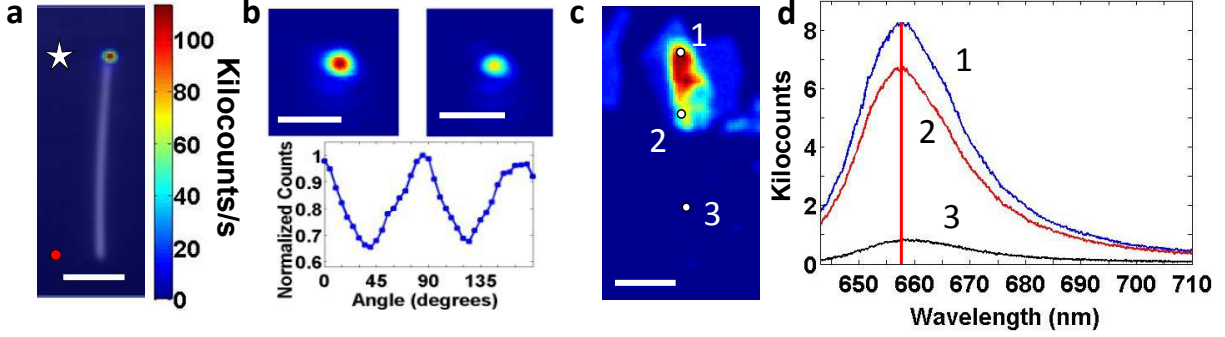 a
100
80
60
40
20
0
Kilocounts/s
b
1
0.9
0.8
0.7
0.6
0 45 90 135
Normalized Counts
Angle (degrees)
c
1
2
3
d
8
6
4
2
0
Kilocounts
1
2
3
650 660 670 680 690 700 710
Wavelength (nm)